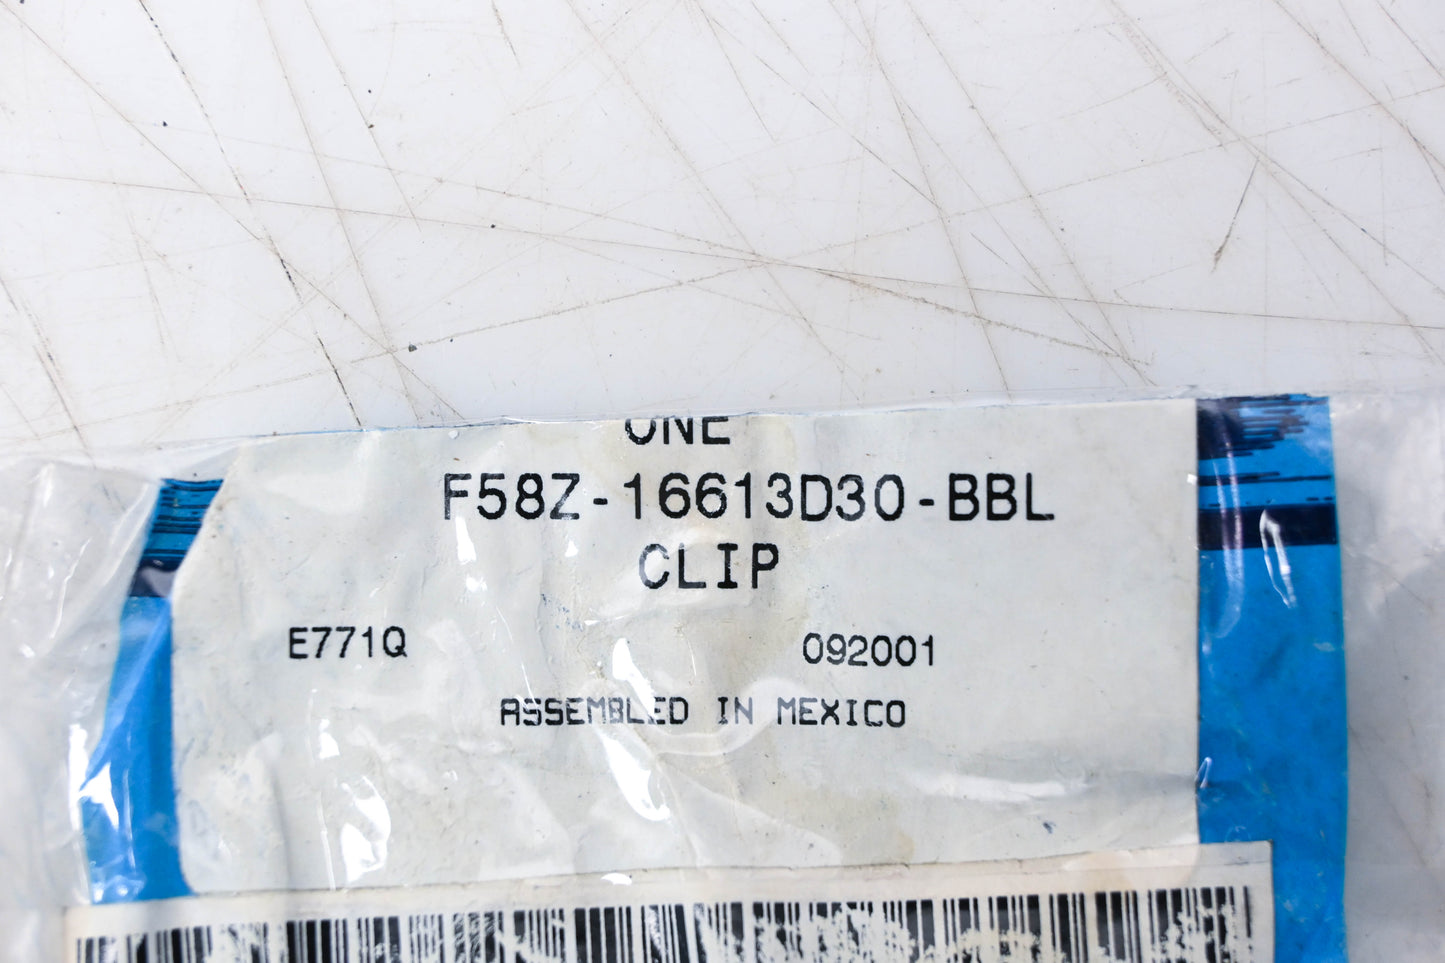 ONE
F58Z-16613D30-BBL
CLIP
E771Q 092001
ASSEMBLED IN MEXICO